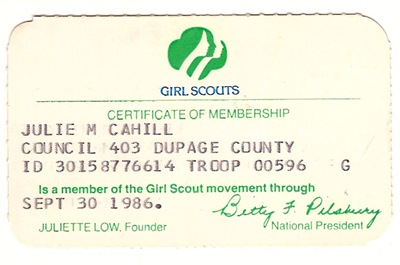 GIRL SCOUTS
CERTIFICATE OF MEMBERSHIP
JULIE M CAHILL
COUNCIL 403 DUPAGE COUNTY
ID 30158776614 TROOP 00596 G
Is a member of the Girl Scout movement through
SEPT 30 1986. Betty F. Pilsbury
JULIETTE LOW, Founder National President